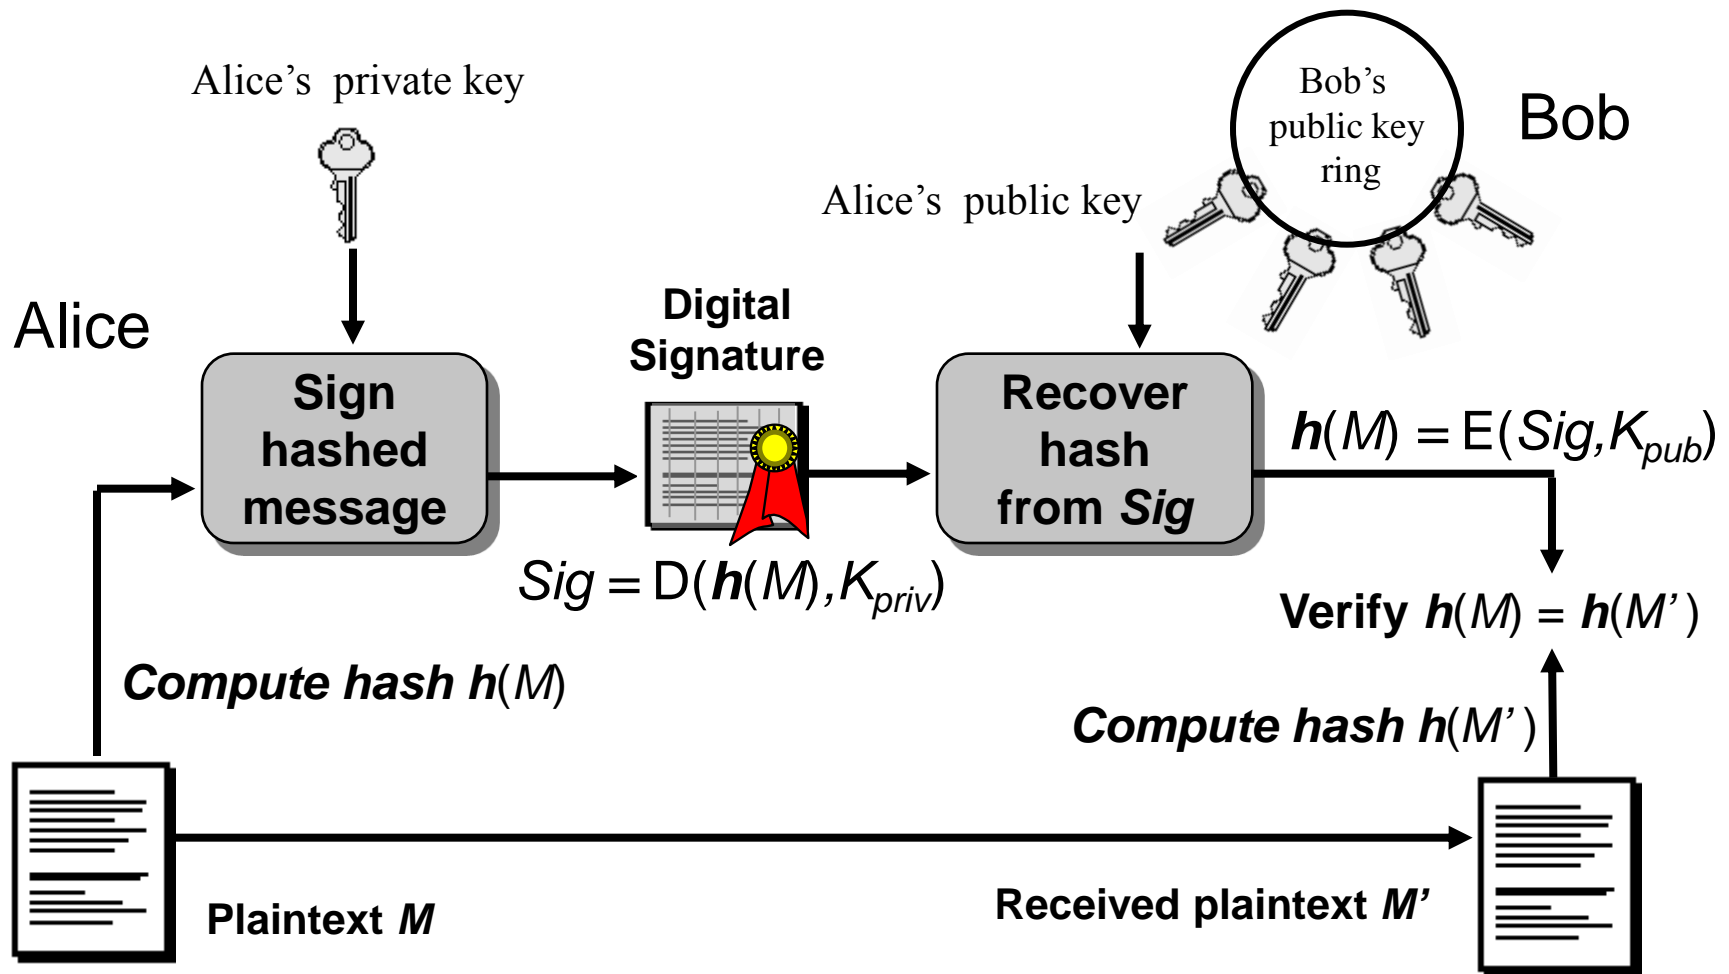 Alice’s private key
Bob’s
public key
ring
Bob
Alice’s public key
Alice
Digital
Signature
Sign
hashed
message
Recover
hash
from Sig
h(M) = E(Sig,Kpub)
Sig = D(h(M),Kpriv)
Verify h(M) = h(M’ )
Compute hash h(M)
Compute hash h(M’ )
Plaintext M
Received plaintext M’